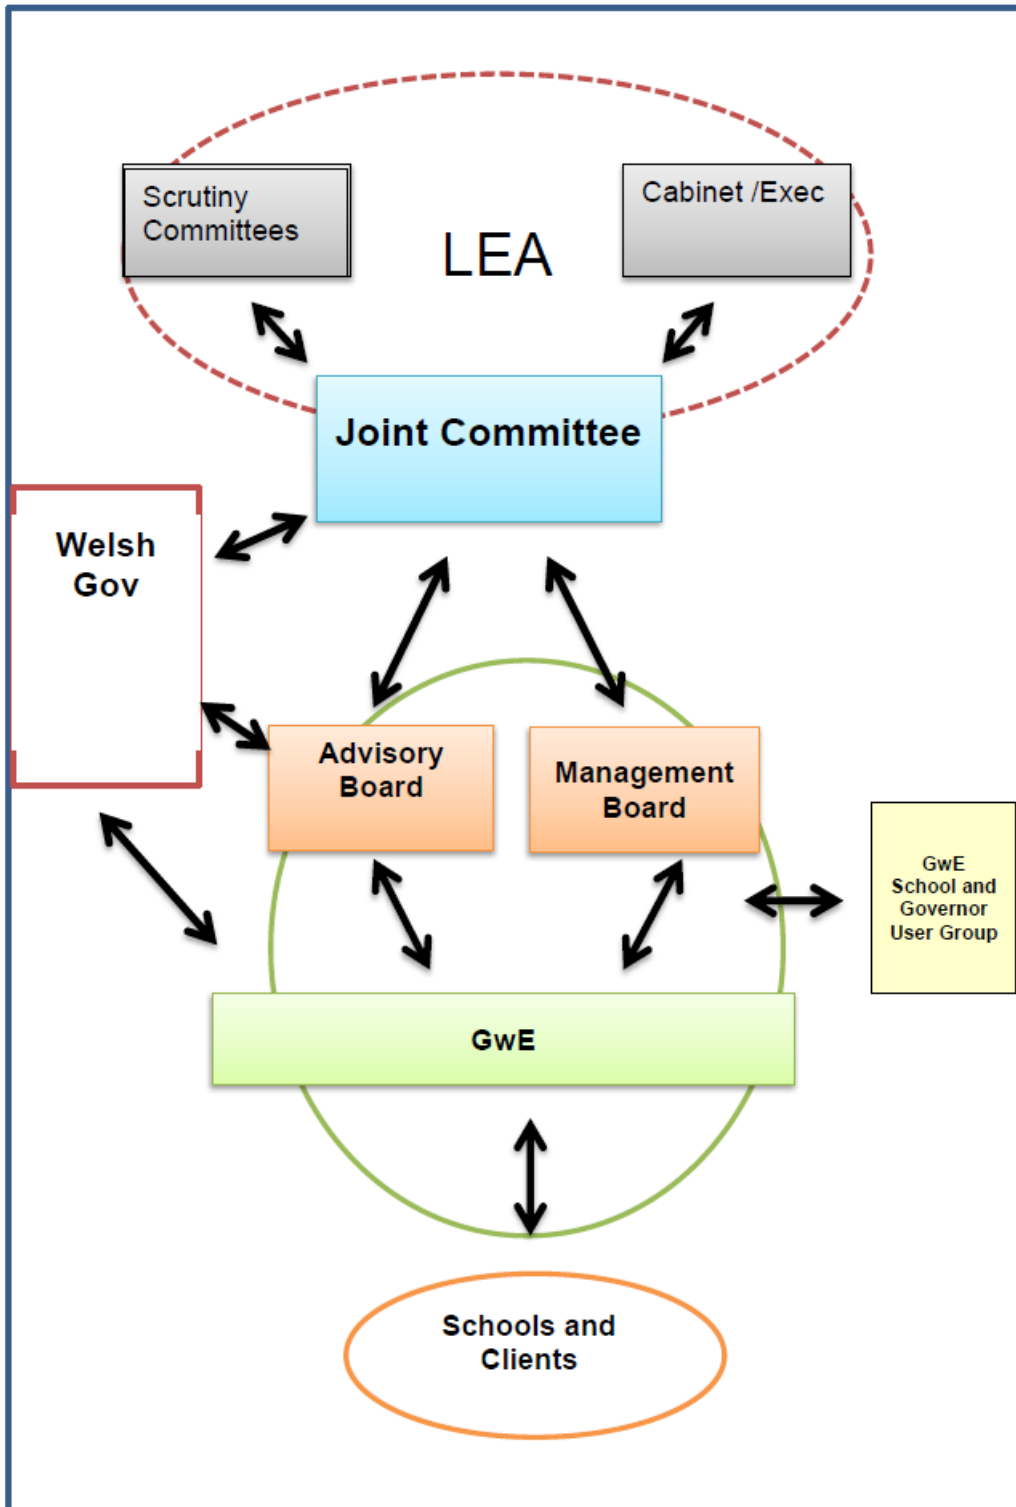 Scrutiny
Committees
Cabinet /Exec
LEA
Joint Committee
Welsh
Gov
Advisory
Board
Management
Board
GwE
School and
Governor
User Group
GwE
Schools and
Clients